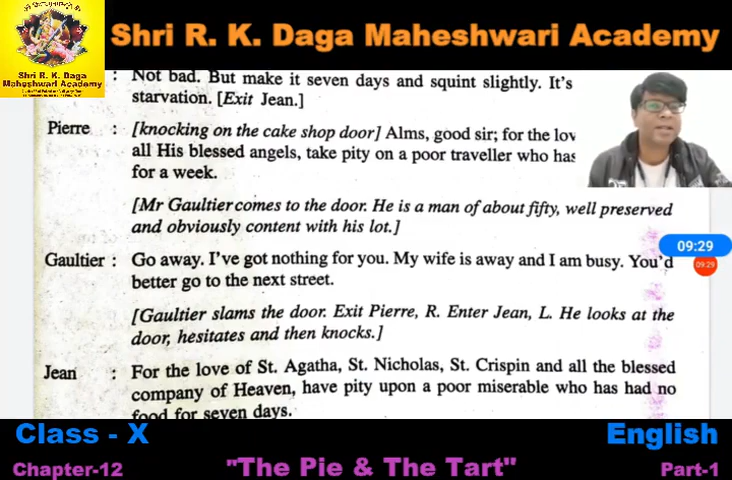 Shri R. K. Daga Maheshwari Academy
Shri R. K. Daga
Maheshwari Academy
: Not bad. But make it seven days and squint slightly. It's
starvation. [Exit Jean.]
Pierre : [knocking on the cake shop door] Alms, good sir; for the lov
all His blessed angels, take pity on a poor traveller who has
for a week.
[Mr Gaultier comes to the door. He is a man of about fifty, well preserved
and obviously content with his lot.]
Gaultier : Go away. I've got nothing for you. My wife is away and I am busy. You'd
better go to the next street.
09:29
09:29
[Gaultier slams the door. Exit Pierre, R. Enter Jean, L. He looks at the
door, hesitates and then knocks.]
Jean : For the love of St. Agatha, St. Nicholas, St. Crispin and all the blessed
company of Heaven, have pity upon a poor miserable who has had no
food for seven days.
Class - X English
Chapter-12 "The Pie & The Tart" Part-1